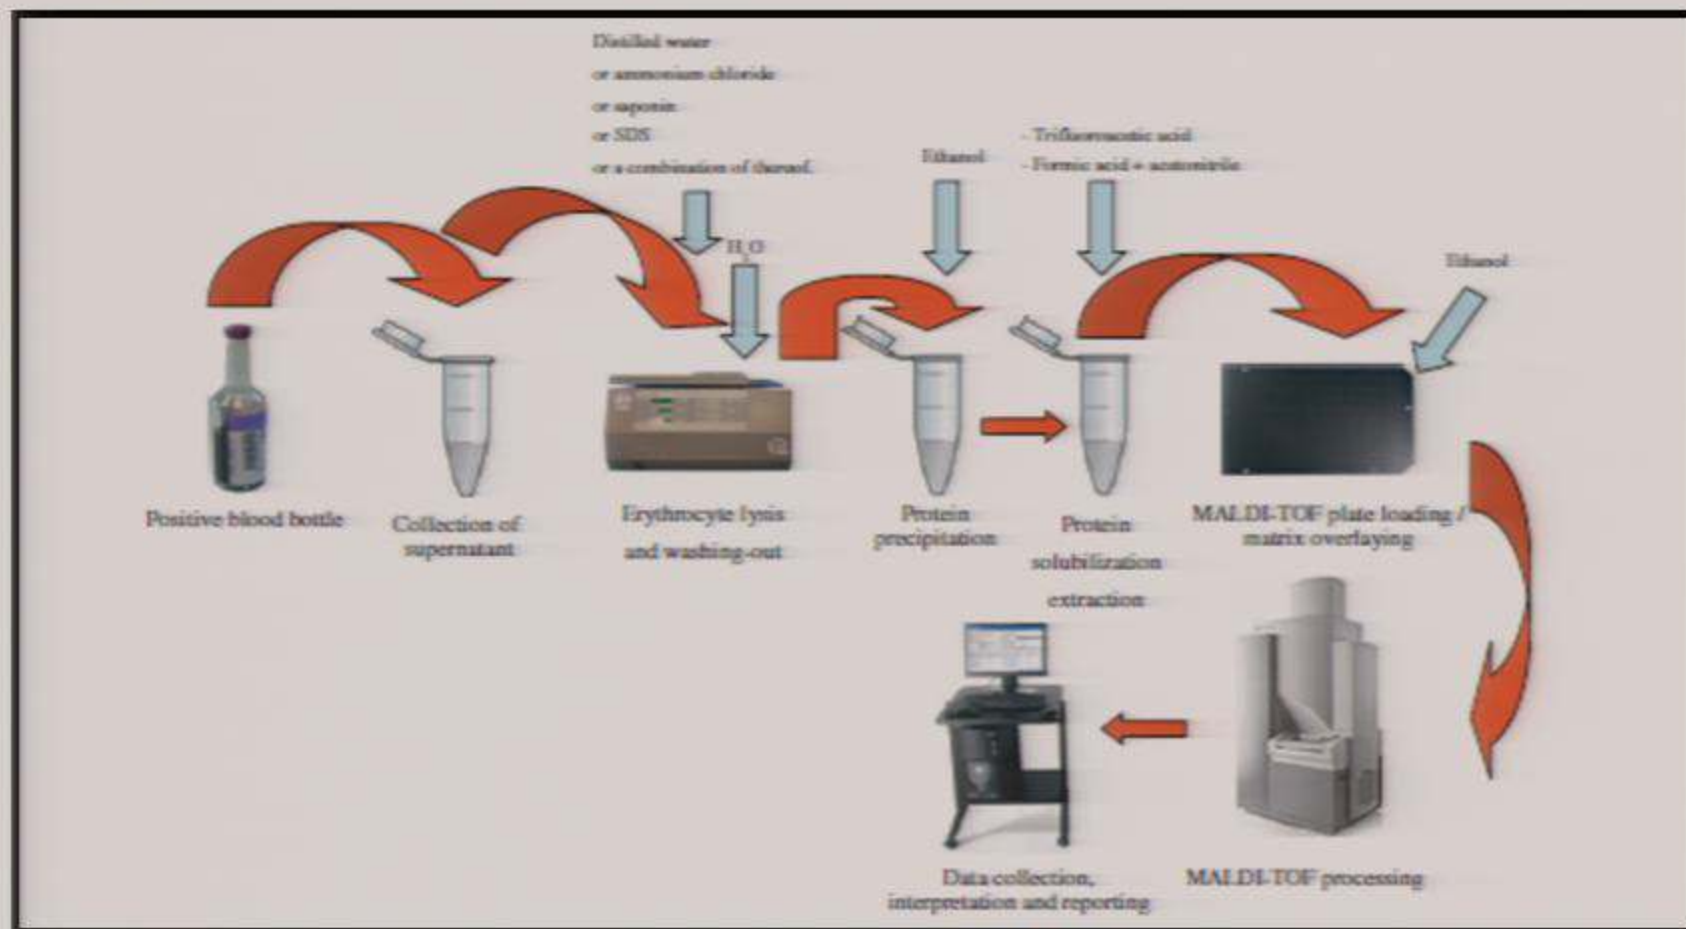 Distilled water
or ammonium chloride
or saponin
or SDS
or a combination of thereof.
H2O
Ethanol
- Trifluoroacetic acid
- Formic acid + acetonitrile
Ethanol
Positive blood bottle
Collection of
supernatant
Erythrocyte lysis
and washing-out
Protein
precipitation
Protein
solubilization
extraction
MALDI-TOF plate loading /
matrix overlaying
Data collection,
interpretation and reporting
MALDI-TOF processing